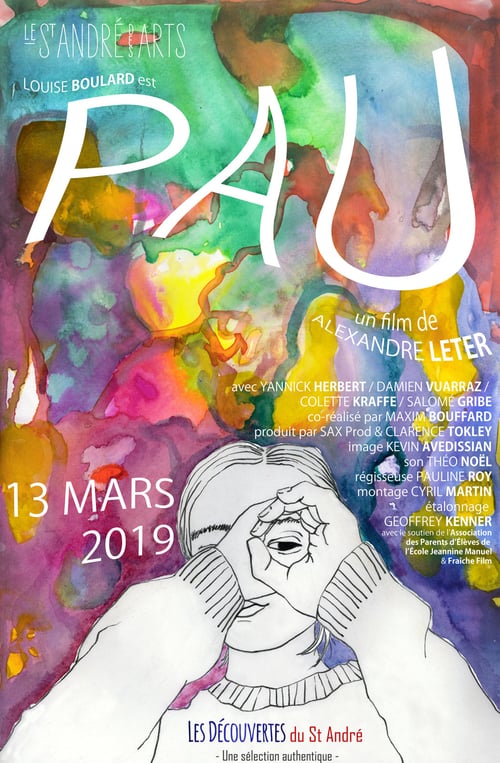 LE ST ANDRÉ DES ARTS
LOUISE BOULARD est
PAU
un film de
ALEXANDRE LETER
avec YANNICK HERBERT / DAMIEN VUARRAZ /
COLETTE KRAFFE / SALOMÉ GRIBE
co-réalisé par MAXIM BOUFFARD
produit par SAX Prod & CLARENCE TOKLEY
image KEVIN AVEDISSIAN
son THÉO NOËL
régisseuse PAULINE ROY
montage CYRIL MARTIN
étalonnage
GEOFFREY KENNER
avec le soutien de l'Association
des Parents d'Élèves de
l'École Jeannine Manuel
& Fraîche Film
13 MARS
2019
LES DÉCOUVERTES du St André
- Une sélection authentique -